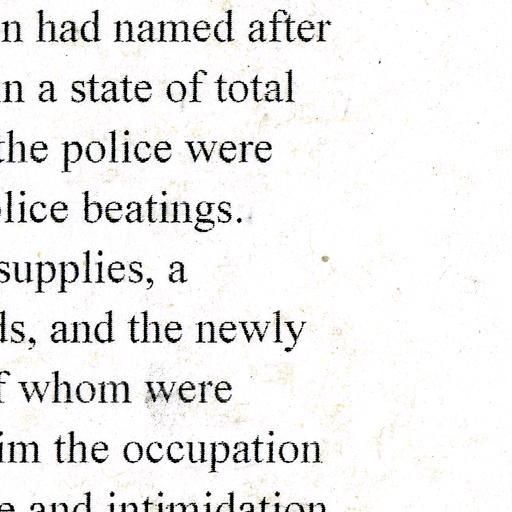 n had named after
n a state of total
the police were
lice beatings.
supplies, a
ds, and the newly
f whom were
im the occupation
e and intimidation